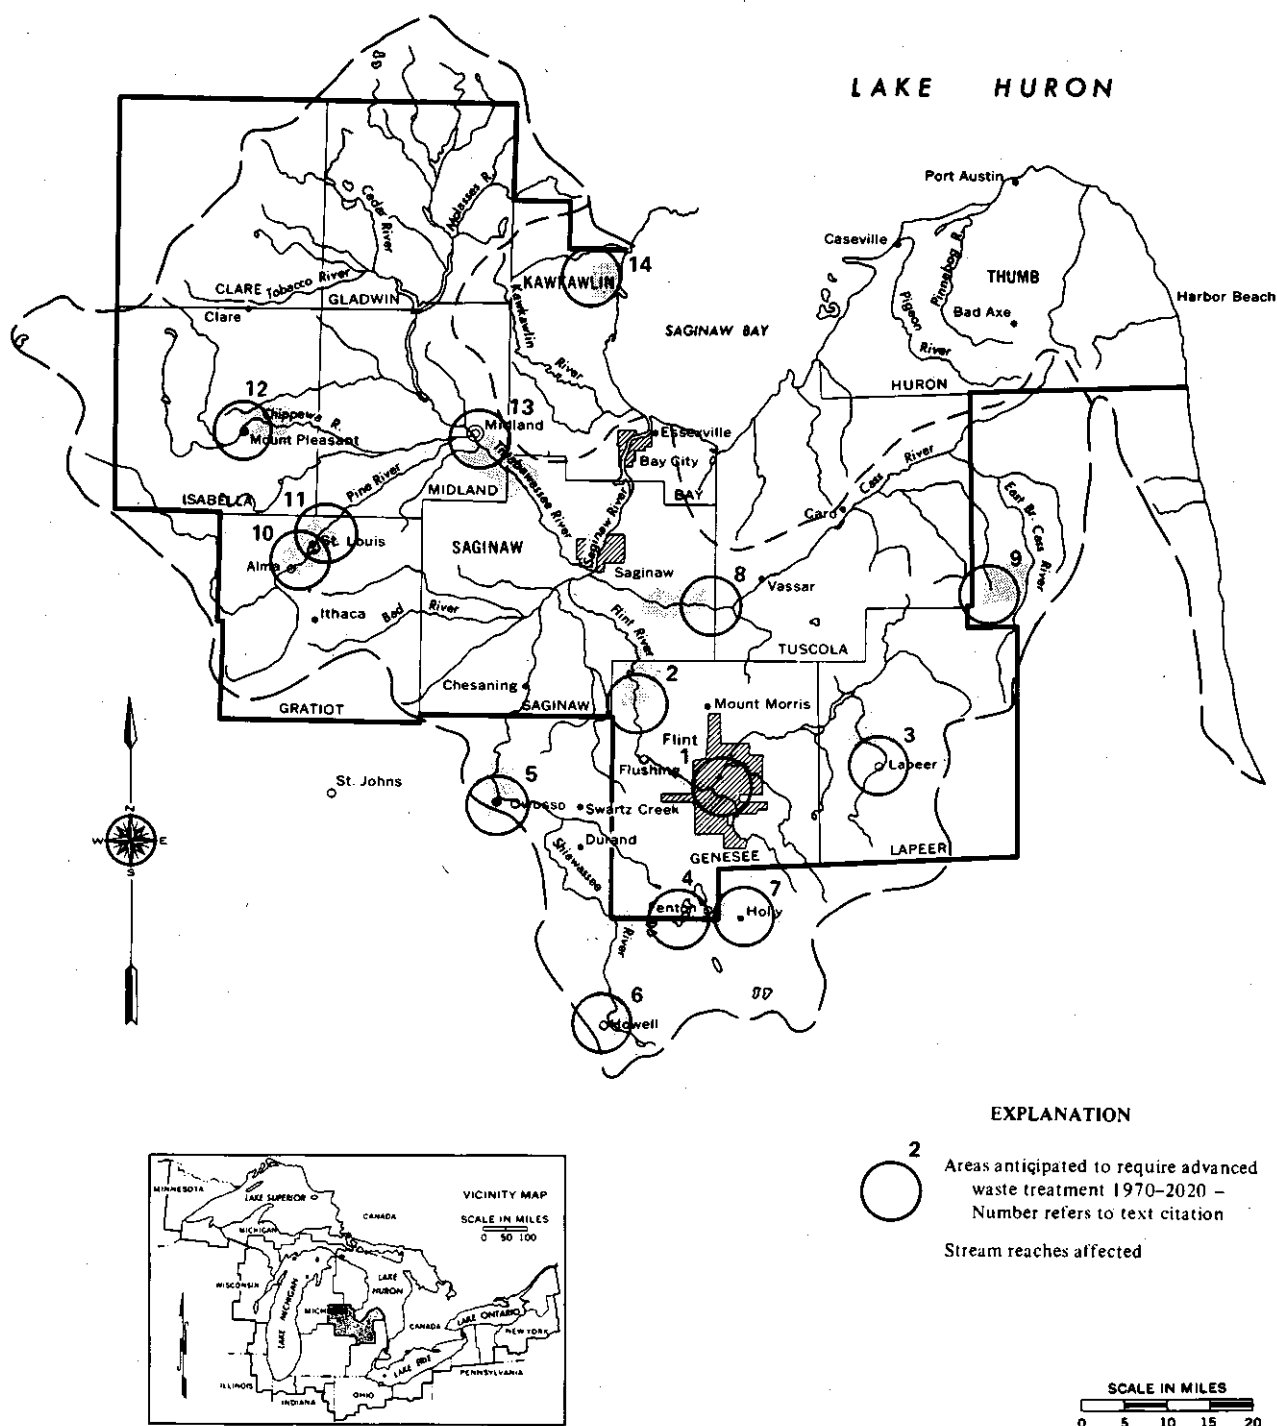 LAKE HURON
Port Austin
Caseville
Pinnebog R.
THUMB
Harbor Beach
Bad Axe
Pigeon
River
HURON
Cedar River
Molasses R.
14
KAWKAWLIN
CLARE
Tobacco River
GLADWIN
Clare
Kawkawlin
River
SAGINAW BAY
12
Chippewa R.
Mount Pleasant
13
Midland
Essexville
Bay City
BAY
Tittabawassee River
Saginaw River
Pine River
MIDLAND
ISABELLA
11
10
St. Louis
Alma
SAGINAW
Saginaw
Cass River
Caro
East Br. Cass River
9
8
Vassar
Ithaca
Bad River
Flint River
TUSCOLA
Chesaning
2
SAGINAW
GRATIOT
Mount Morris
Flint
1
Flushing
3
Lapeer
5
Owosso
St. Johns
Swartz Creek
Durand
Shiawassee
River
GENESEE
LAPEER
4
Fenton
7
Holly
6
Howell
N
W E
S
EXPLANATION
2
Areas anticipated to require advanced
waste treatment 1970-2020 –
Number refers to text citation
Stream reaches affected
VICINITY MAP
SCALE IN MILES
0 50 100
MINNESOTA
LAKE SUPERIOR
CANADA
MICHIGAN
WISCONSIN
LAKE MICHIGAN
LAKE HURON
CANADA
LAKE ONTARIO
NEW YORK
LAKE ERIE
PENNSYLVANIA
ILLINOIS
INDIANA
OHIO
SCALE IN MILES
0 5 10 15 20